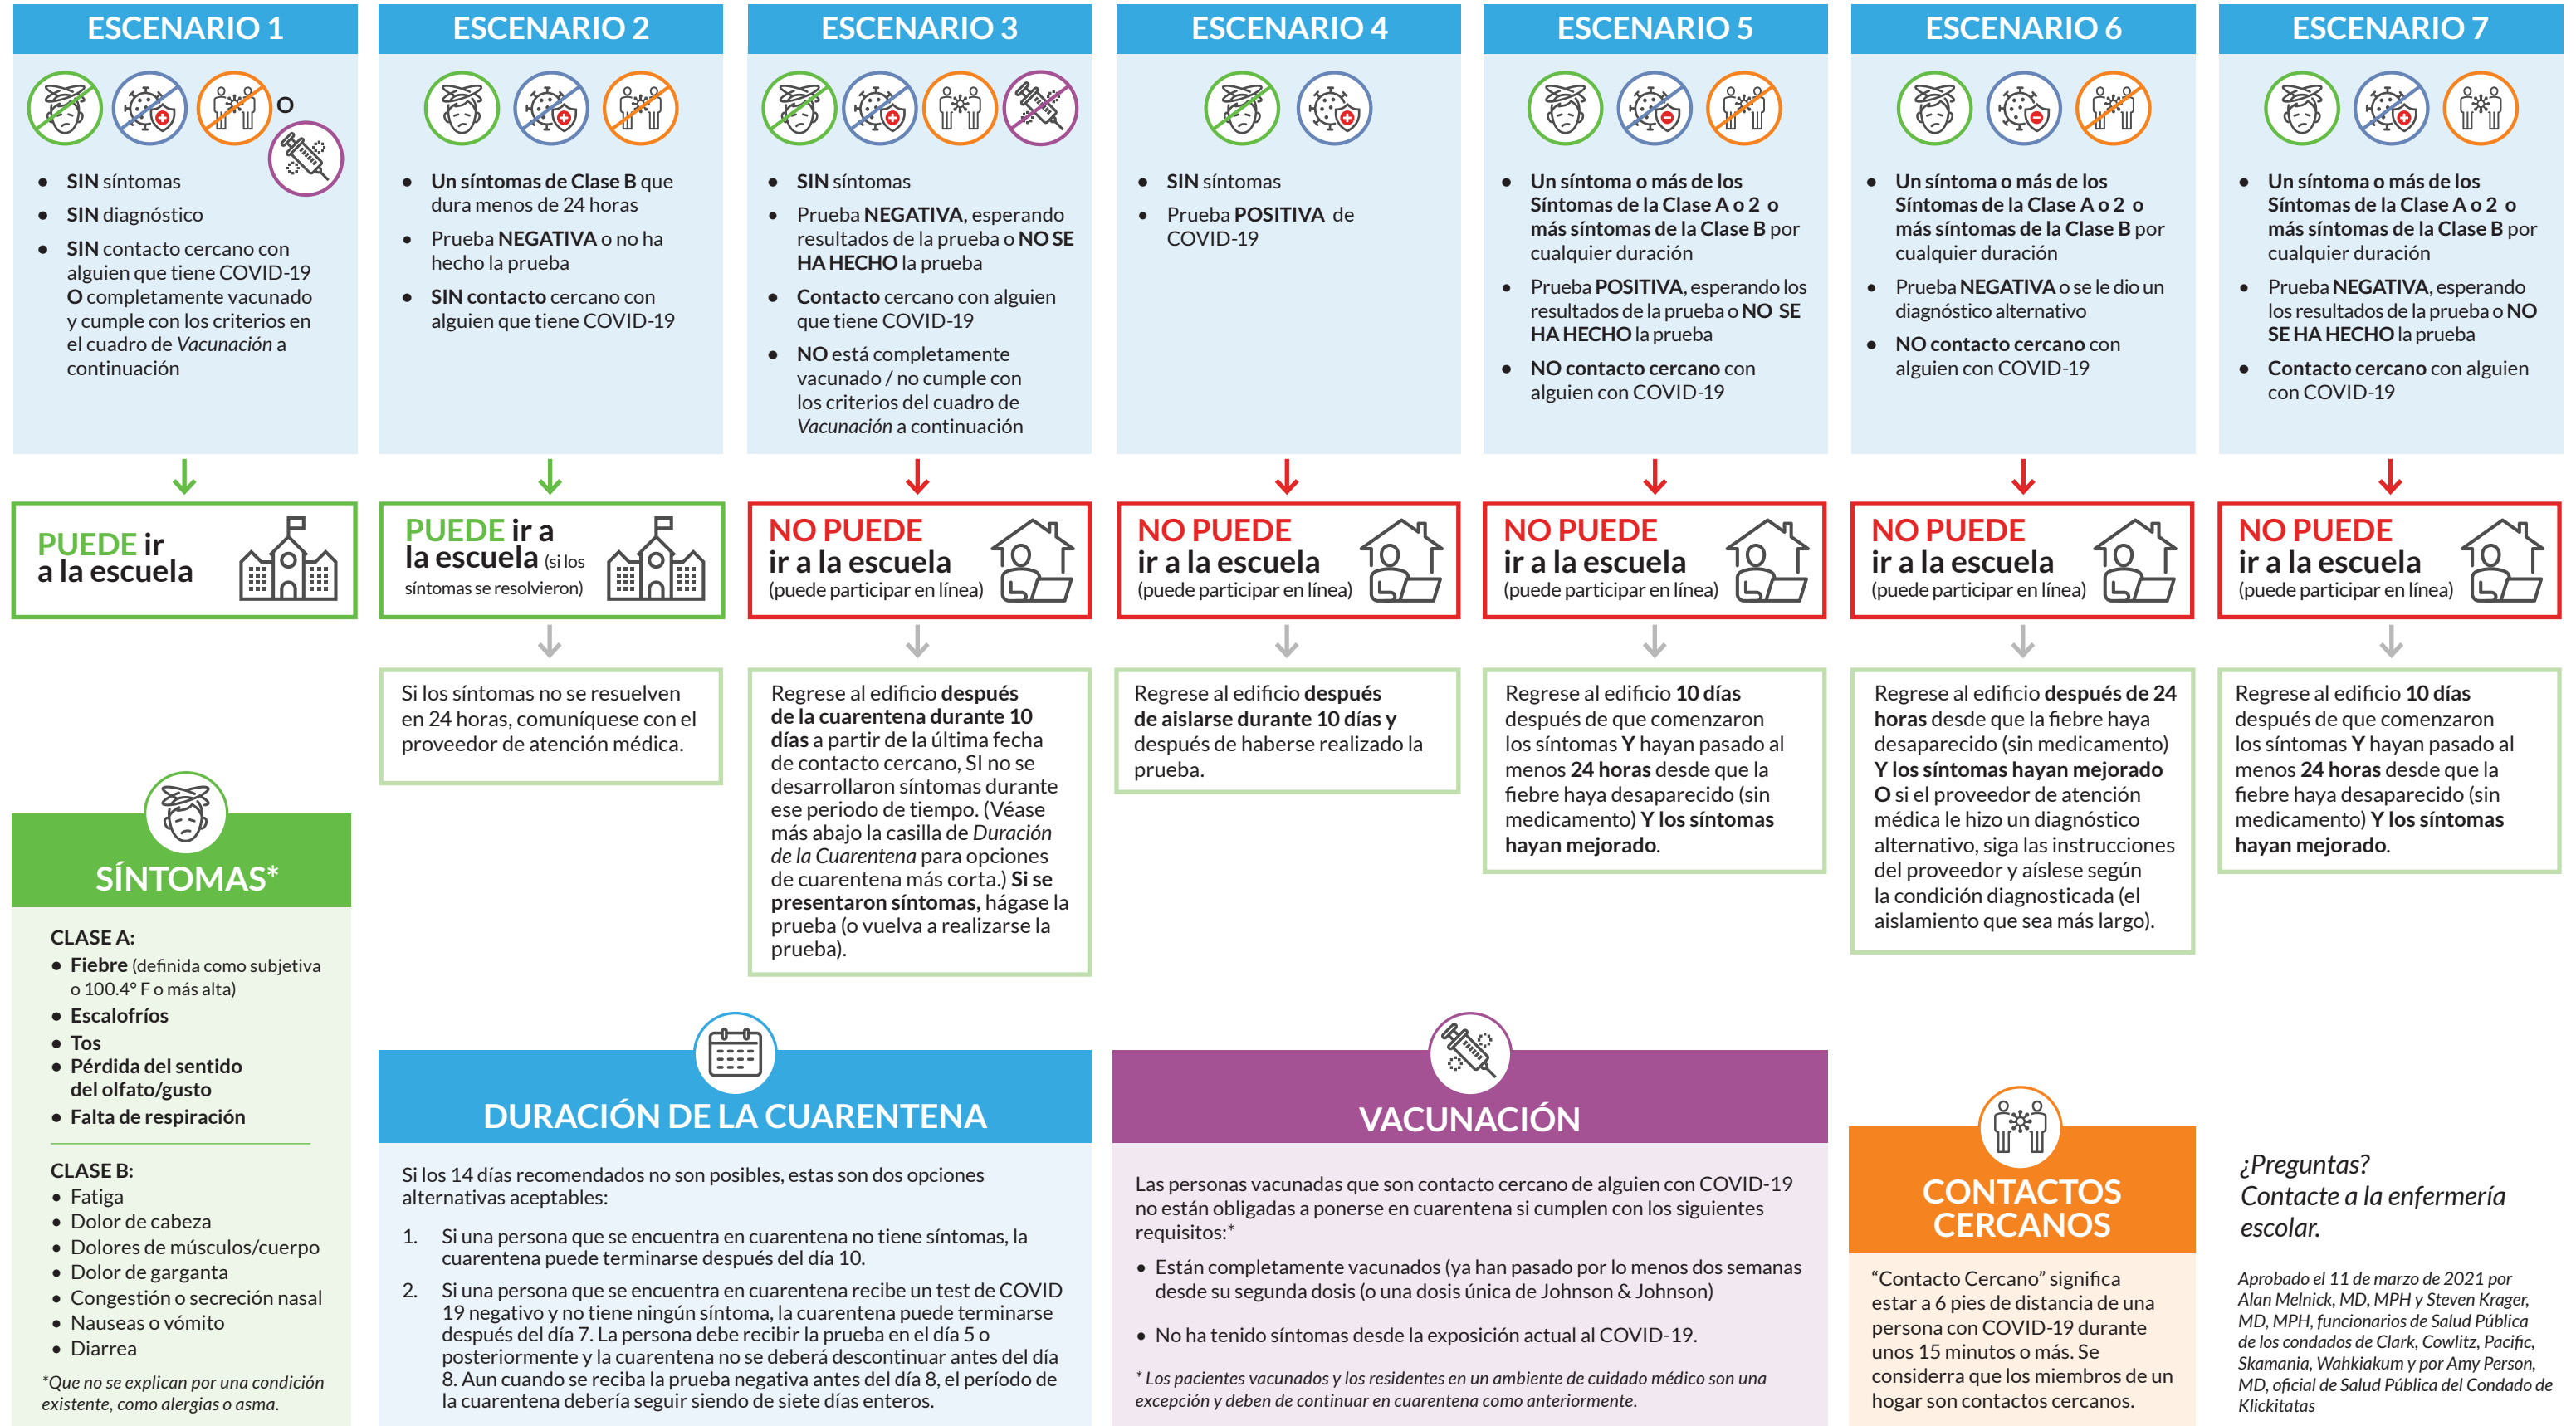 ESCENARIO 1
O
● SIN síntomas
● SIN diagnóstico
● SIN contacto cercano con
alguien que tiene COVID-19
O completamente vacunado
y cumple con los criterios en
el cuadro de Vacunación a
continuación
PUEDE ir
a la escuela
ESCENARIO 2
● Un síntomas de Clase B que
dura menos de 24 horas
• Prueba NEGATIVA o no ha
hecho la prueba
● SIN contacto cercano con
alguien que tiene COVID-19
PUEDE ir a
la escuela (si los
síntomas se resolvieron)
Si los síntomas no se resuelven
en 24 horas, comuníquese con el
proveedor de atención médica.
ESCENARIO 3
● SIN síntomas
• Prueba NEGATIVA, esperando
resultados de la prueba o NO SE
HA HECHO la prueba
● Contacto cercano con alguien
que tiene COVID-19
● NO está completamente
vacunado / no cumple con
los criterios del cuadro de
Vacunación a continuación
NO PUEDE
ir a la escuela
(puede participar en línea)
Regrese al edificio después
de la cuarentena durante 10
días a partir de la última fecha
de contacto cercano, SI no se
desarrollaron síntomas durante
ese periodo de tiempo. (Véase
más abajo la casilla de Duración
de la Cuarentena para opciones
de cuarentena más corta.) Si se
presentaron síntomas, hágase la
prueba (o vuelva a realizarse la
prueba).
ESCENARIO 4
● SIN síntomas
• Prueba POSITIVA de
COVID-19
NO PUEDE
ir a la escuela
(puede participar en línea)
Regrese al edificio después
de aislarse durante 10 días y
después de haberse realizado la
prueba.
ESCENARIO 5
● Un síntoma o más de los
Síntomas de la Clase A o 2 o
más síntomas de la Clase B por
cualquier duración
• Prueba POSITIVA, esperando los
resultados de la prueba o NO SE
HA HECHO la prueba
● NO contacto cercano con
alguien con COVID-19
NO PUEDE
ir a la escuela
(puede participar en línea)
Regrese al edificio 10 días
después de que comenzaron
los síntomas Y hayan pasado al
menos 24 horas desde que la
fiebre haya desaparecido (sin
medicamento) Y los síntomas
hayan mejorado.
ESCENARIO 6
● Un síntoma o más de los
Síntomas de la Clase A o 2 o
más síntomas de la Clase B por
cualquier duración
• Prueba NEGATIVA o se le dio un
diagnóstico alternativo
● NO contacto cercano con
alguien con COVID-19
NO PUEDE
ir a la escuela
(puede participar en línea)
Regrese al edificio después de 24
horas desde que la fiebre haya
desaparecido (sin medicamento)
Y los síntomas hayan mejorado
O si el proveedor de atención
médica le hizo un diagnóstico
alternativo, siga las instrucciones
del proveedor y aíslese según
la condición diagnosticada (el
aislamiento que sea más largo).
ESCENARIO 7
● Un síntoma o más de los
Síntomas de la Clase A o 2 o
más síntomas de la Clase B por
cualquier duración
• Prueba NEGATIVA, esperando
los resultados de la prueba o NO
SE HA HECHO la prueba
● Contacto cercano con alguien
con COVID-19
NO PUEDE
ir a la escuela
(puede participar en línea)
Regrese al edificio 10 días
después de que comenzaron
los síntomas Y hayan pasado al
menos 24 horas desde que la
fiebre haya desaparecido (sin
medicamento) Y los síntomas
hayan mejorado.
SÍNTOMAS*
CLASE A:
● Fiebre (definida como subjetiva
o 100.4° F o más alta)
● Escalofríos
● Tos
● Pérdida del sentido
del olfato/gusto
● Falta de respiración
CLASE B:
• Fatiga
• Dolor de cabeza
• Dolores de músculos/cuerpo
• Dolor de garganta
• Congestión o secreción nasal
• Nauseas o vómito
• Diarrea
*Que no se explican por una condición
existente, como alergias o asma.
DURACIÓN DE LA CUARENTENA
Si los 14 días recomendados no son posibles, estas son dos opciones
alternativas aceptables:
1. Si una persona que se encuentra en cuarentena no tiene síntomas, la
cuarentena puede terminarse después del día 10.
2. Si una persona que se encuentra en cuarentena recibe un test de COVID
19 negativo y no tiene ningún síntoma, la cuarentena puede terminarse
después del día 7. La persona debe recibir la prueba en el día 5 o
posteriormente y la cuarentena no se deberá descontinuar antes del día
8. Aun cuando se reciba la prueba negativa antes del día 8, el período de
la cuarentena debería seguir siendo de siete días enteros.
VACUNACIÓN
Las personas vacunadas que son contacto cercano de alguien con COVID-19
no están obligadas a ponerse en cuarentena si cumplen con los siguientes
requisitos:*
• Están completamente vacunados (ya han pasado por lo menos dos semanas
desde su segunda dosis (o una dosis única de Johnson & Johnson)
• No ha tenido síntomas desde la exposición actual al COVID-19.
* Los pacientes vacunados y los residentes en un ambiente de cuidado médico son una
excepción y deben de continuar en cuarentena como anteriormente.
CONTACTOS
CERCANOS
“Contacto Cercano” significa
estar a 6 pies de distancia de una
persona con COVID-19 durante
unos 15 minutos o más. Se
considerra que los miembros de un
hogar son contactos cercanos.
¿Preguntas?
Contacte a la enfermería
escolar.
Aprobado el 11 de marzo de 2021 por
Alan Melnick, MD, MPH y Steven Krager,
MD, MPH, funcionarios de Salud Pública
de los condados de Clark, Cowlitz, Pacific,
Skamania, Wahkiakum y por Amy Person,
MD, oficial de Salud Pública del Condado de
Klickitatas